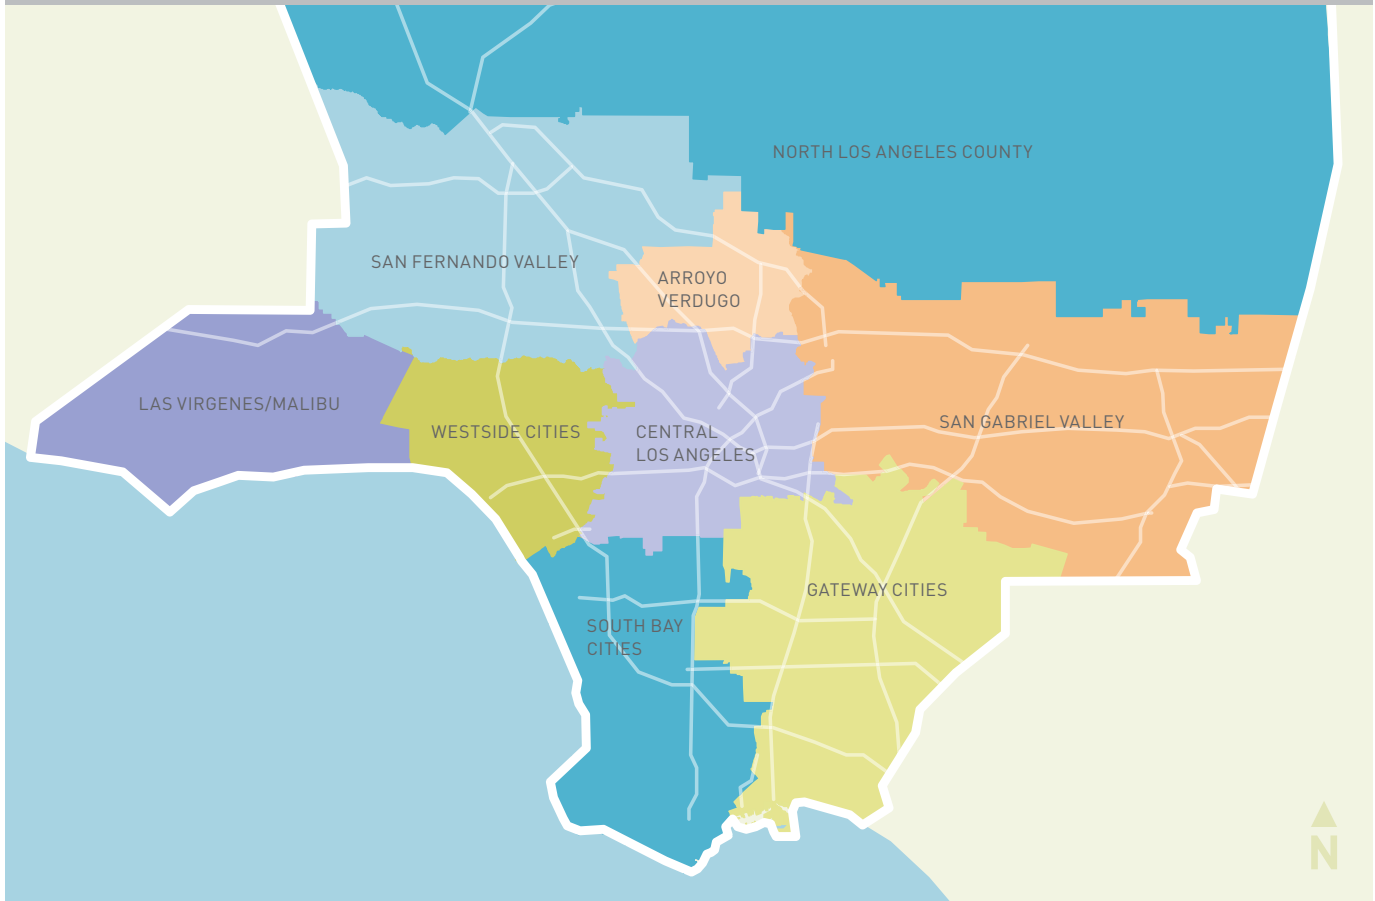 NORTH LOS ANGELES COUNTY
SAN FERNANDO VALLEY
ARROYO
VERDUGO
LAS VIRGENES/MALIBU
WESTSIDE CITIES
CENTRAL
LOS ANGELES
SAN GABRIEL VALLEY
GATEWAY CITIES
SOUTH BAY
CITIES
N